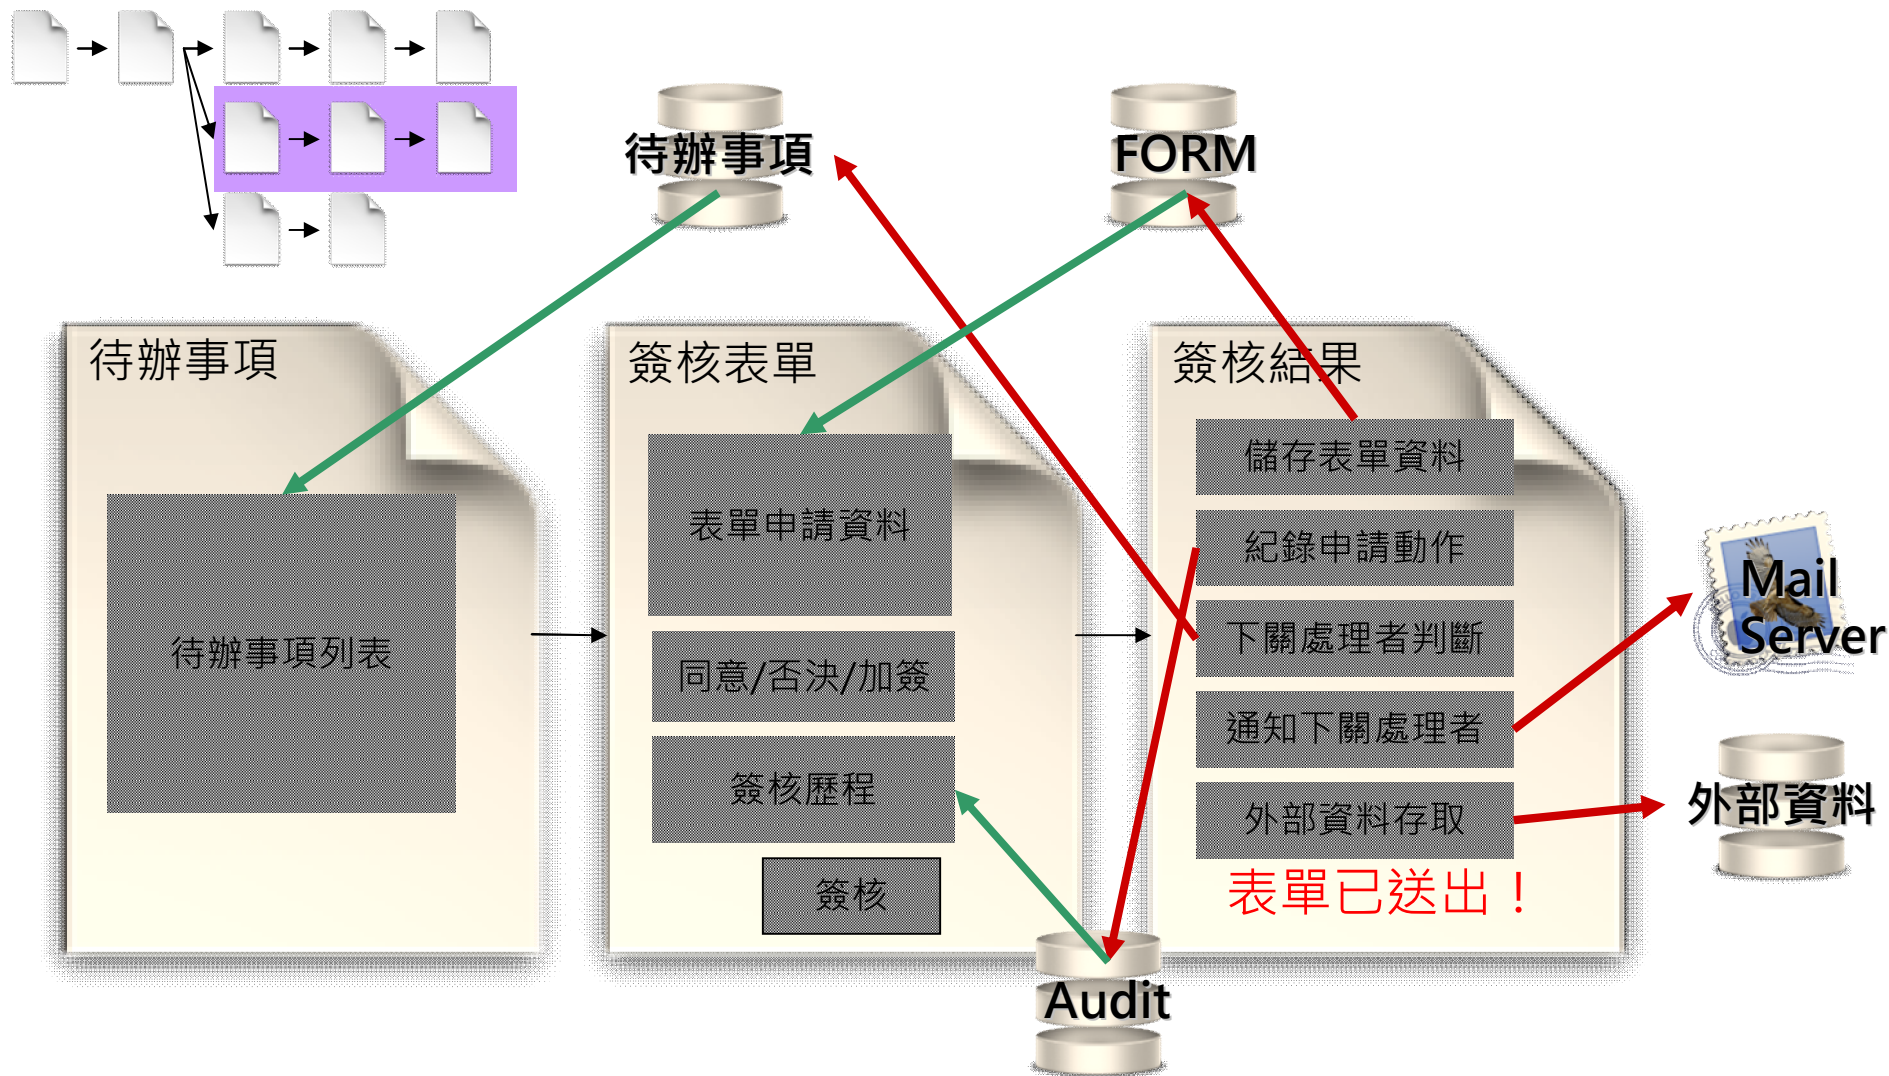 待辦事項
FORM
待辦事項
待辦事項列表
簽核表單
表單申請資料
同意/否決/加簽
簽核歷程
簽核
簽核結果
儲存表單資料
紀錄申請動作
下關處理者判斷
通知下關處理者
外部資料存取
表單已送出！
Mail
Server
外部資料
Audit